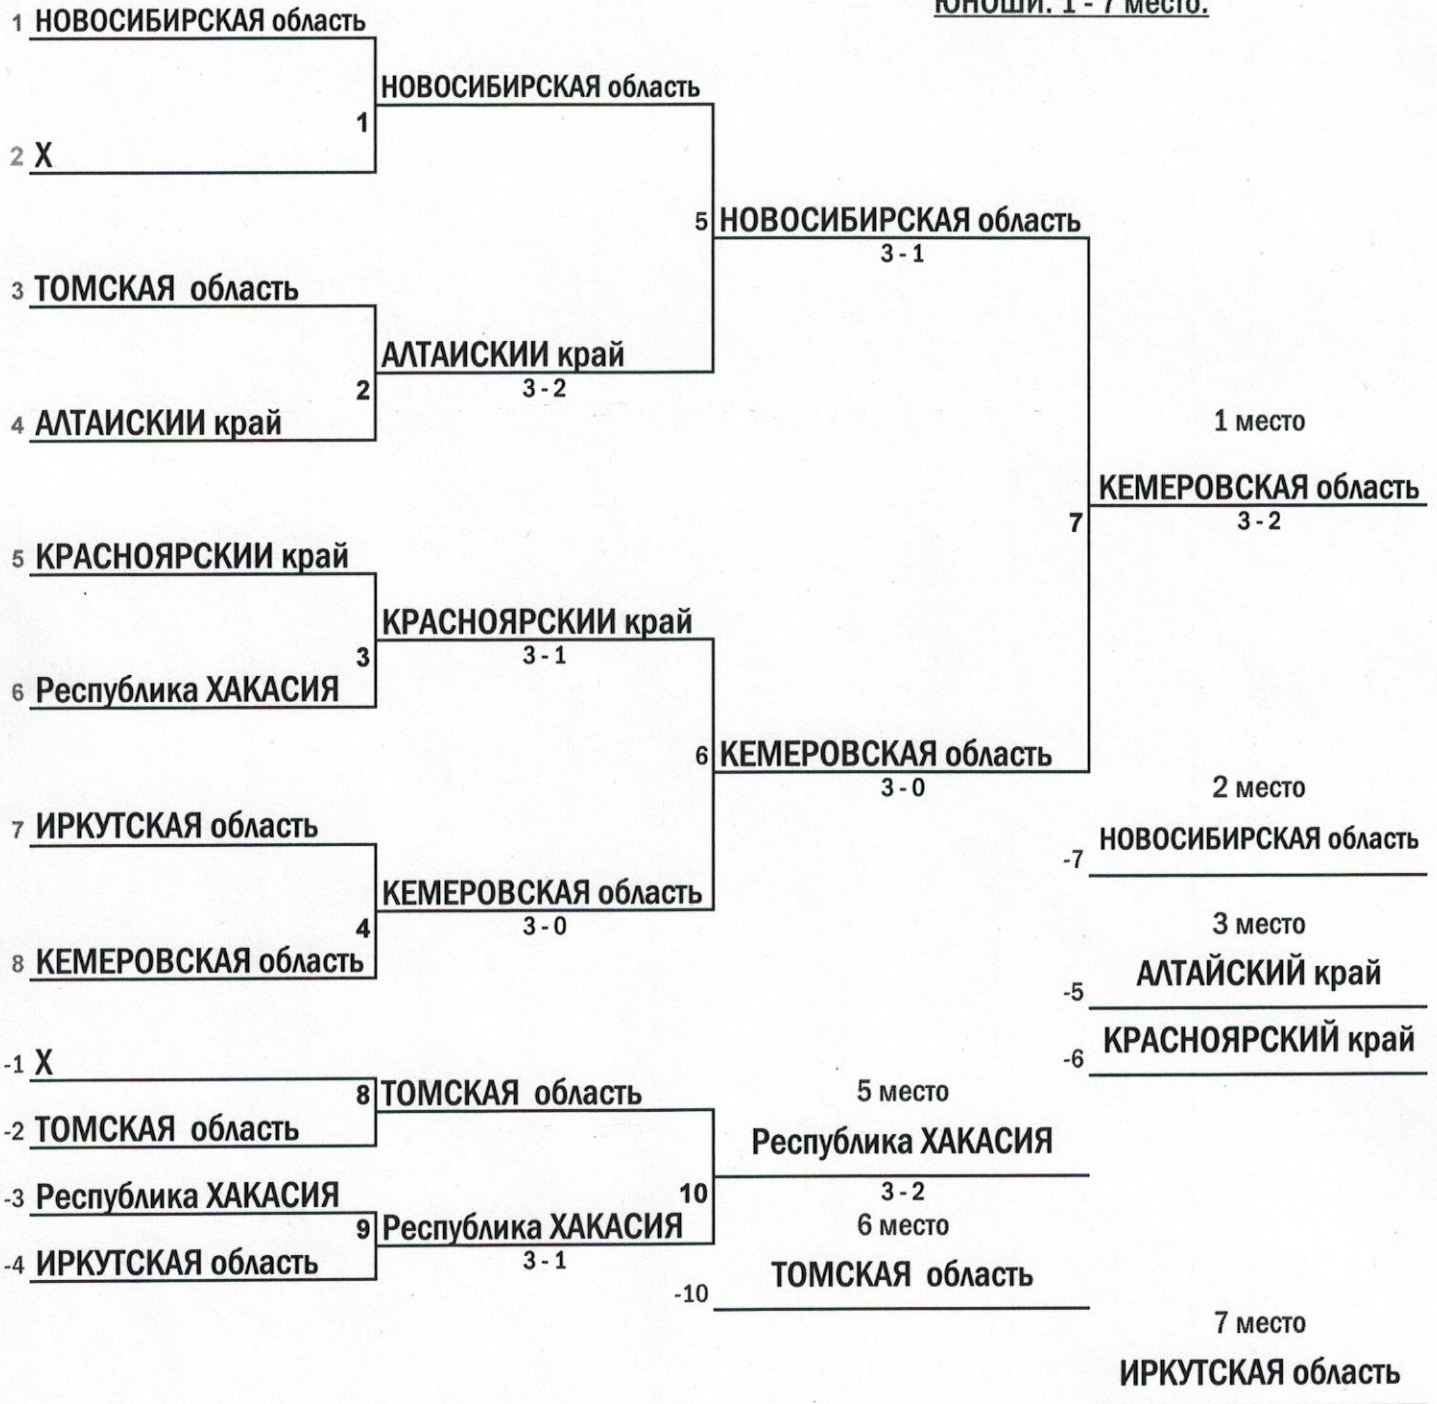 ЮНОШИ. 1 - 7 место.
1 НОВОСИБИРСКАЯ область
НОВОСИБИРСКАЯ область
1
2 X
5 НОВОСИБИРСКАЯ область
3 - 1
3 ТОМСКАЯ область
АЛТАИСКИИ край
2
3 - 2
4 АЛТАИСКИИ край
1 место
КЕМЕРОВСКАЯ область
7
3 - 2
5 КРАСНОЯРСКИИ край
КРАСНОЯРСКИИ край
3
3 - 1
6 Республика ХАКАСИЯ
6 КЕМЕРОВСКАЯ область
3 - 0
2 место
7 ИРКУТСКАЯ область
НОВОСИБИРСКАЯ область
-7
КЕМЕРОВСКАЯ область
4
3 - 0
3 место
8 КЕМЕРОВСКАЯ область
АЛТАЙСКИЙ край
-5
КРАСНОЯРСКИЙ край
-6
-1 X
8 ТОМСКАЯ область
5 место
-2 ТОМСКАЯ область
Республика ХАКАСИЯ
-3 Республика ХАКАСИЯ
10
3 - 2
9 Республика ХАКАСИЯ
6 место
3 - 1
-4 ИРКУТСКАЯ область
ТОМСКАЯ область
-10
7 место
ИРКУТСКАЯ область